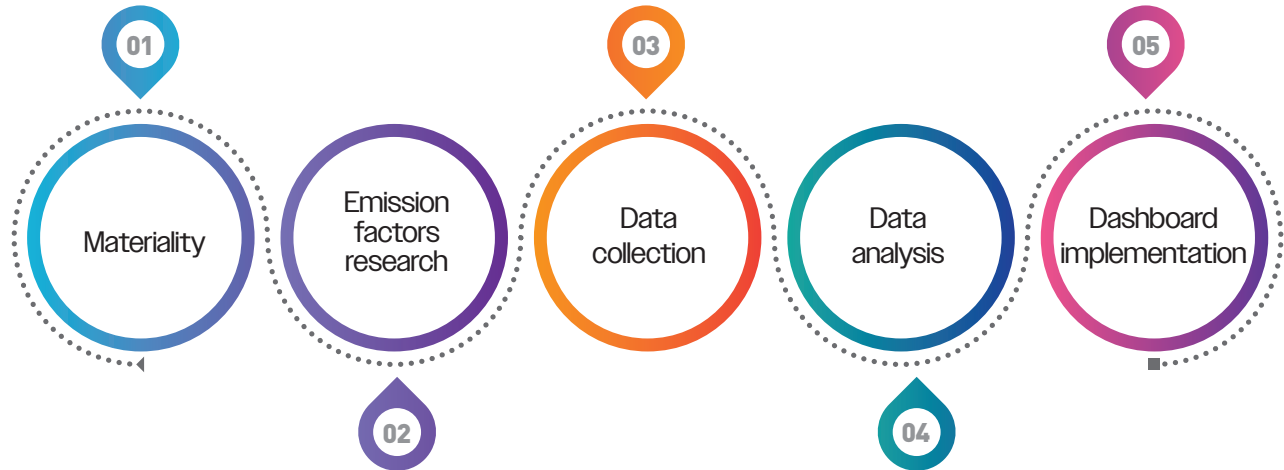 01
Materiality
02
Emission
factors
research
03
Data
collection
04
Data
analysis
05
Dashboard
implementation